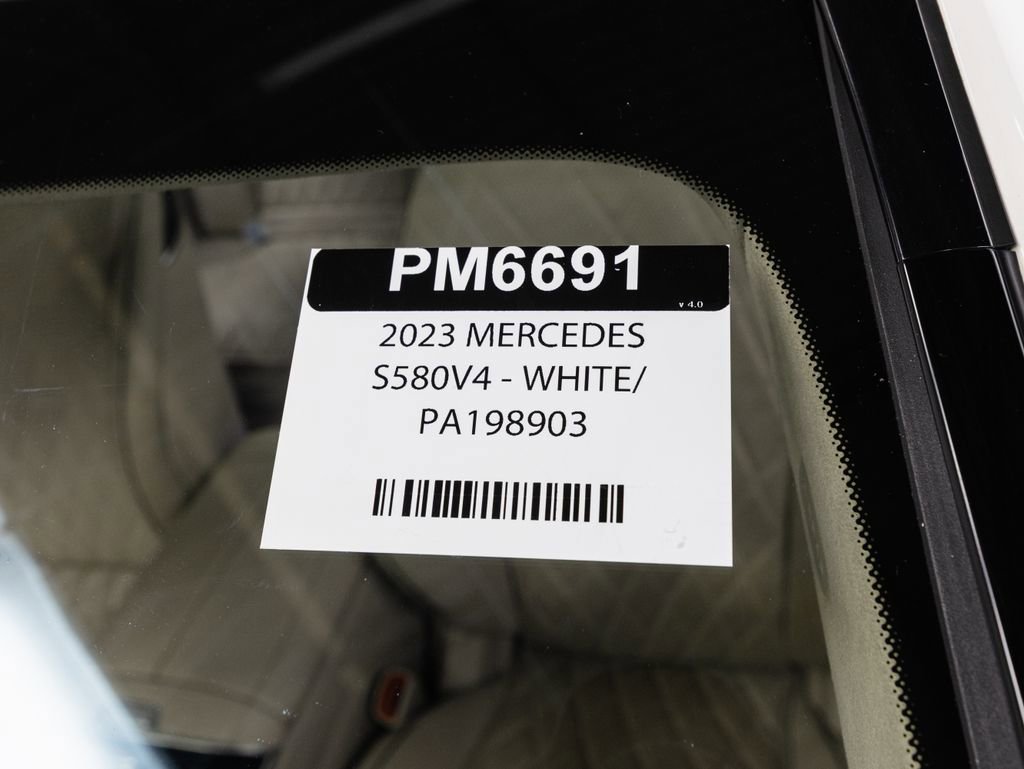 PM6691
v 4.0
2023 MERCEDES
S580V4 - WHITE/
PA198903